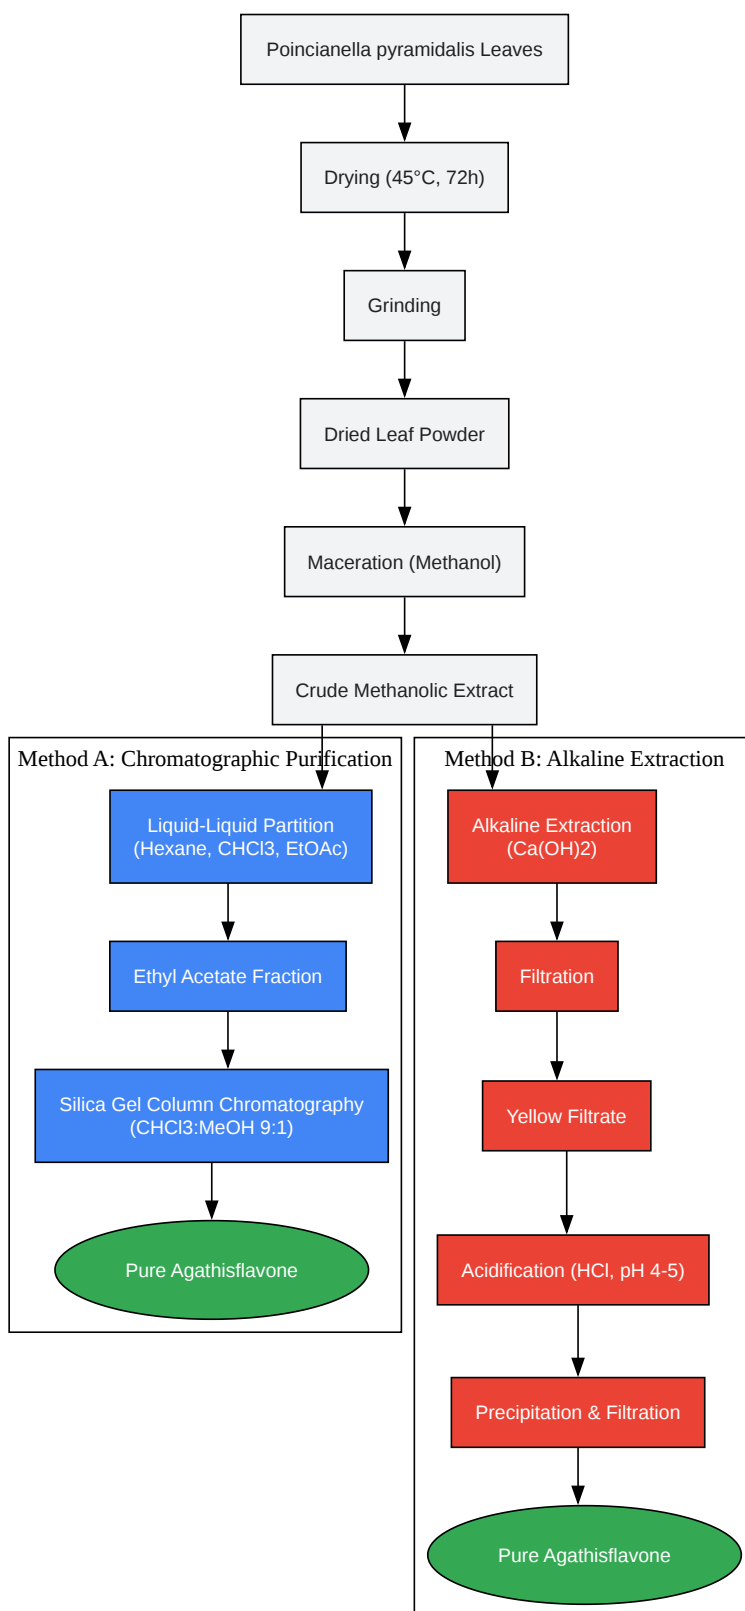 Poincianella pyramidalis Leaves
Drying (45°C, 72h)
Grinding
Dried Leaf Powder
Maceration (Methanol)
Crude Methanolic Extract
Method A: Chromatographic Purification
Liquid-Liquid Partition
(Hexane, CHCl3, EtOAc)
Ethyl Acetate Fraction
Silica Gel Column Chromatography
(CHCl3:MeOH 9:1)
Pure Agathisflavone
Method B: Alkaline Extraction
Alkaline Extraction
(Ca(OH)2)
Filtration
Yellow Filtrate
Acidification (HCl, pH 4-5)
Precipitation & Filtration
Pure Agathisflavone